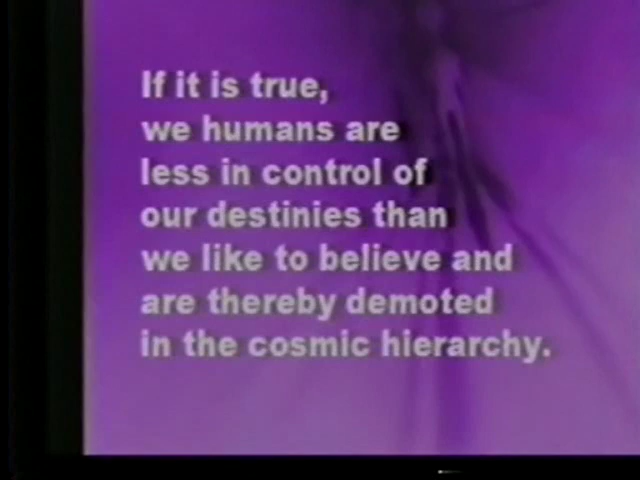 If it is true,
we humans are
less in control of
our destinies than
we like to believe and
are thereby demoted
in the cosmic hierarchy.